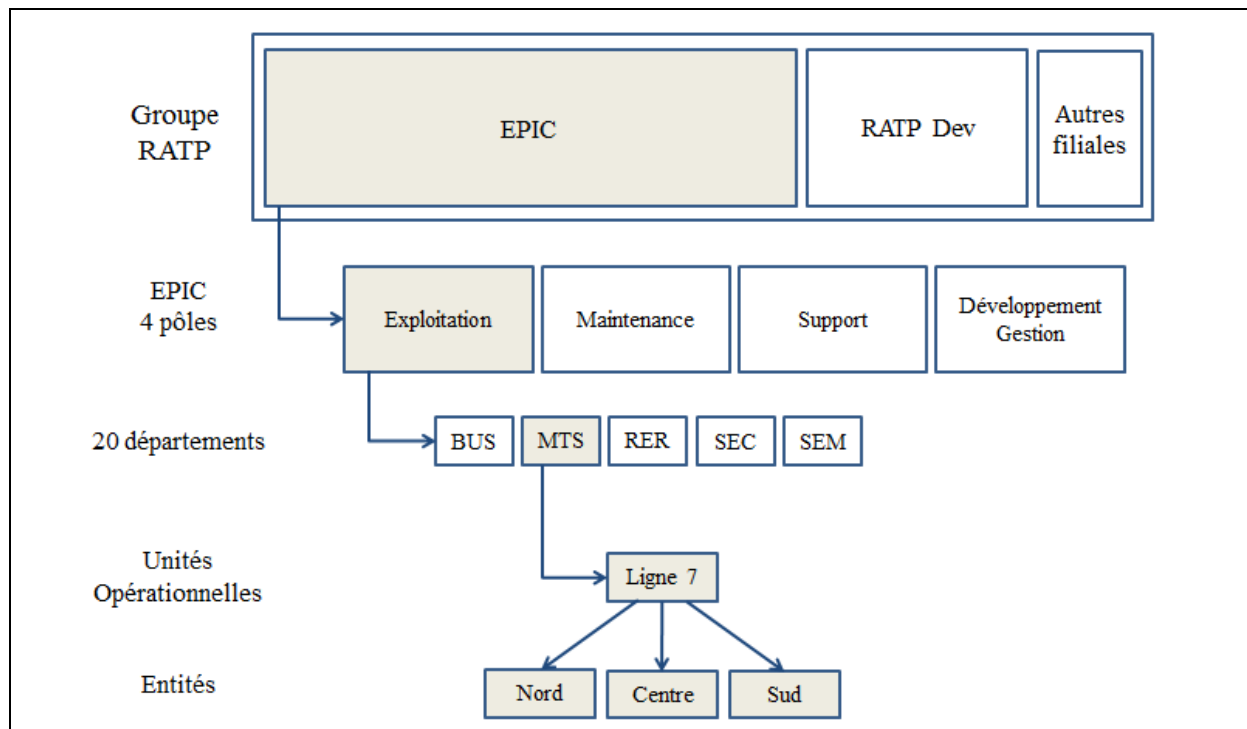 Groupe
RATP
EPIC
RATP Dev
Autres
filiales
EPIC
4 pôles
Exploitation
Maintenance
Support
Développement
Gestion
20 départements
BUS
MTS
RER
SEC
SEM
Unités
Opérationnelles
Ligne 7
Entités
Nord
Centre
Sud